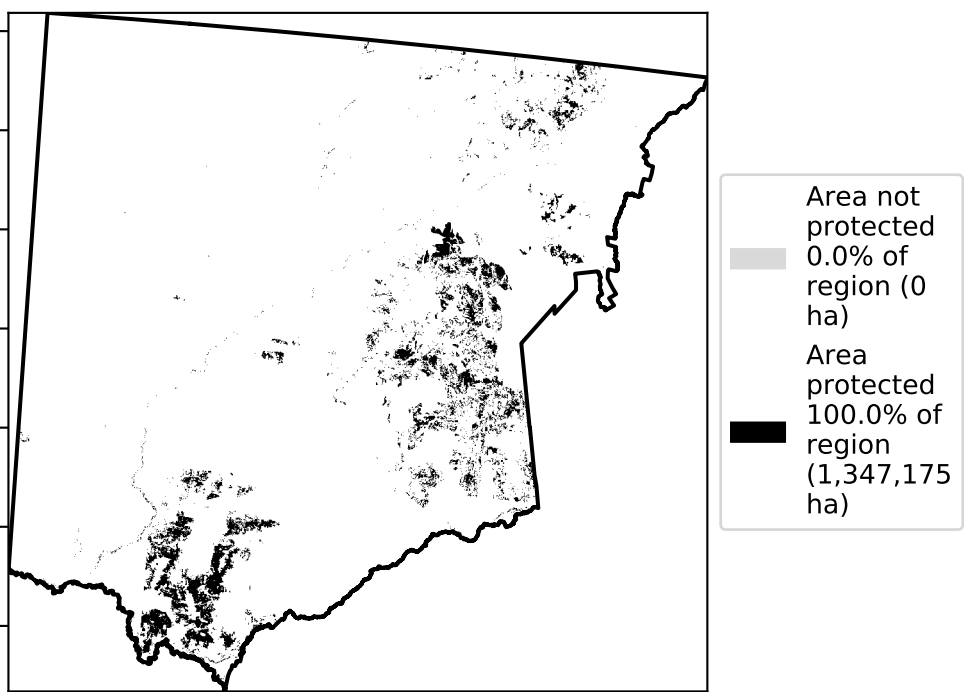 Area not
protected
0.0% of
region (0
ha)
Area
protected
100.0% of
region
(1,347,175
ha)